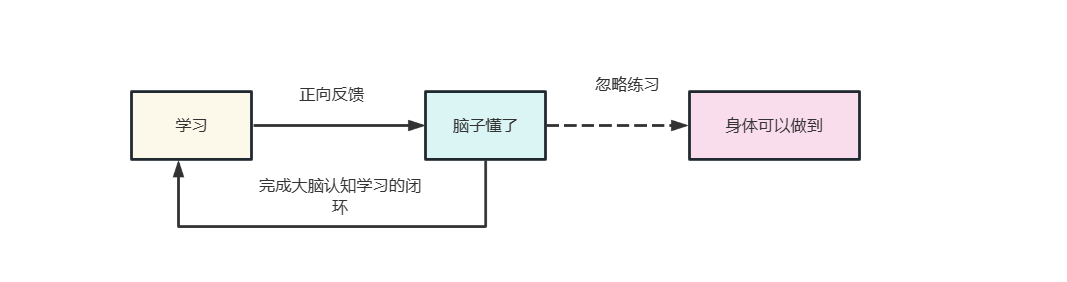 忽略练习
正向反馈
学习
脑子懂了
身体可以做到
完成大脑认知学习的闭
环